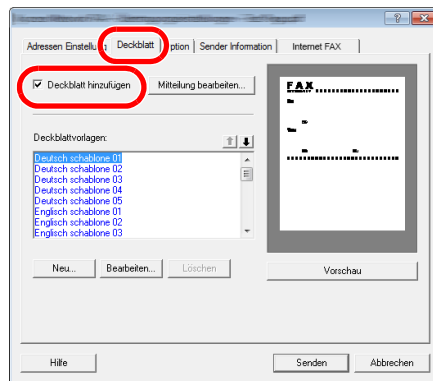 Adressen Einstellu Deckblatt ption Sender Information Internet FAX
Deckblatt hinzufügen Mitteilung bearbeiten...
FAX
Deckblattvorlagen:
Deutsch schablone 01
Deutsch schablone 02
Deutsch schablone 03
Deutsch schablone 04
Deutsch schablone 05
Englisch schablone 01
Englisch schablone 02
Englisch schablone 03
Neu... Bearbeiten... Löschen Vorschau
Hilfe Senden Abbrechen